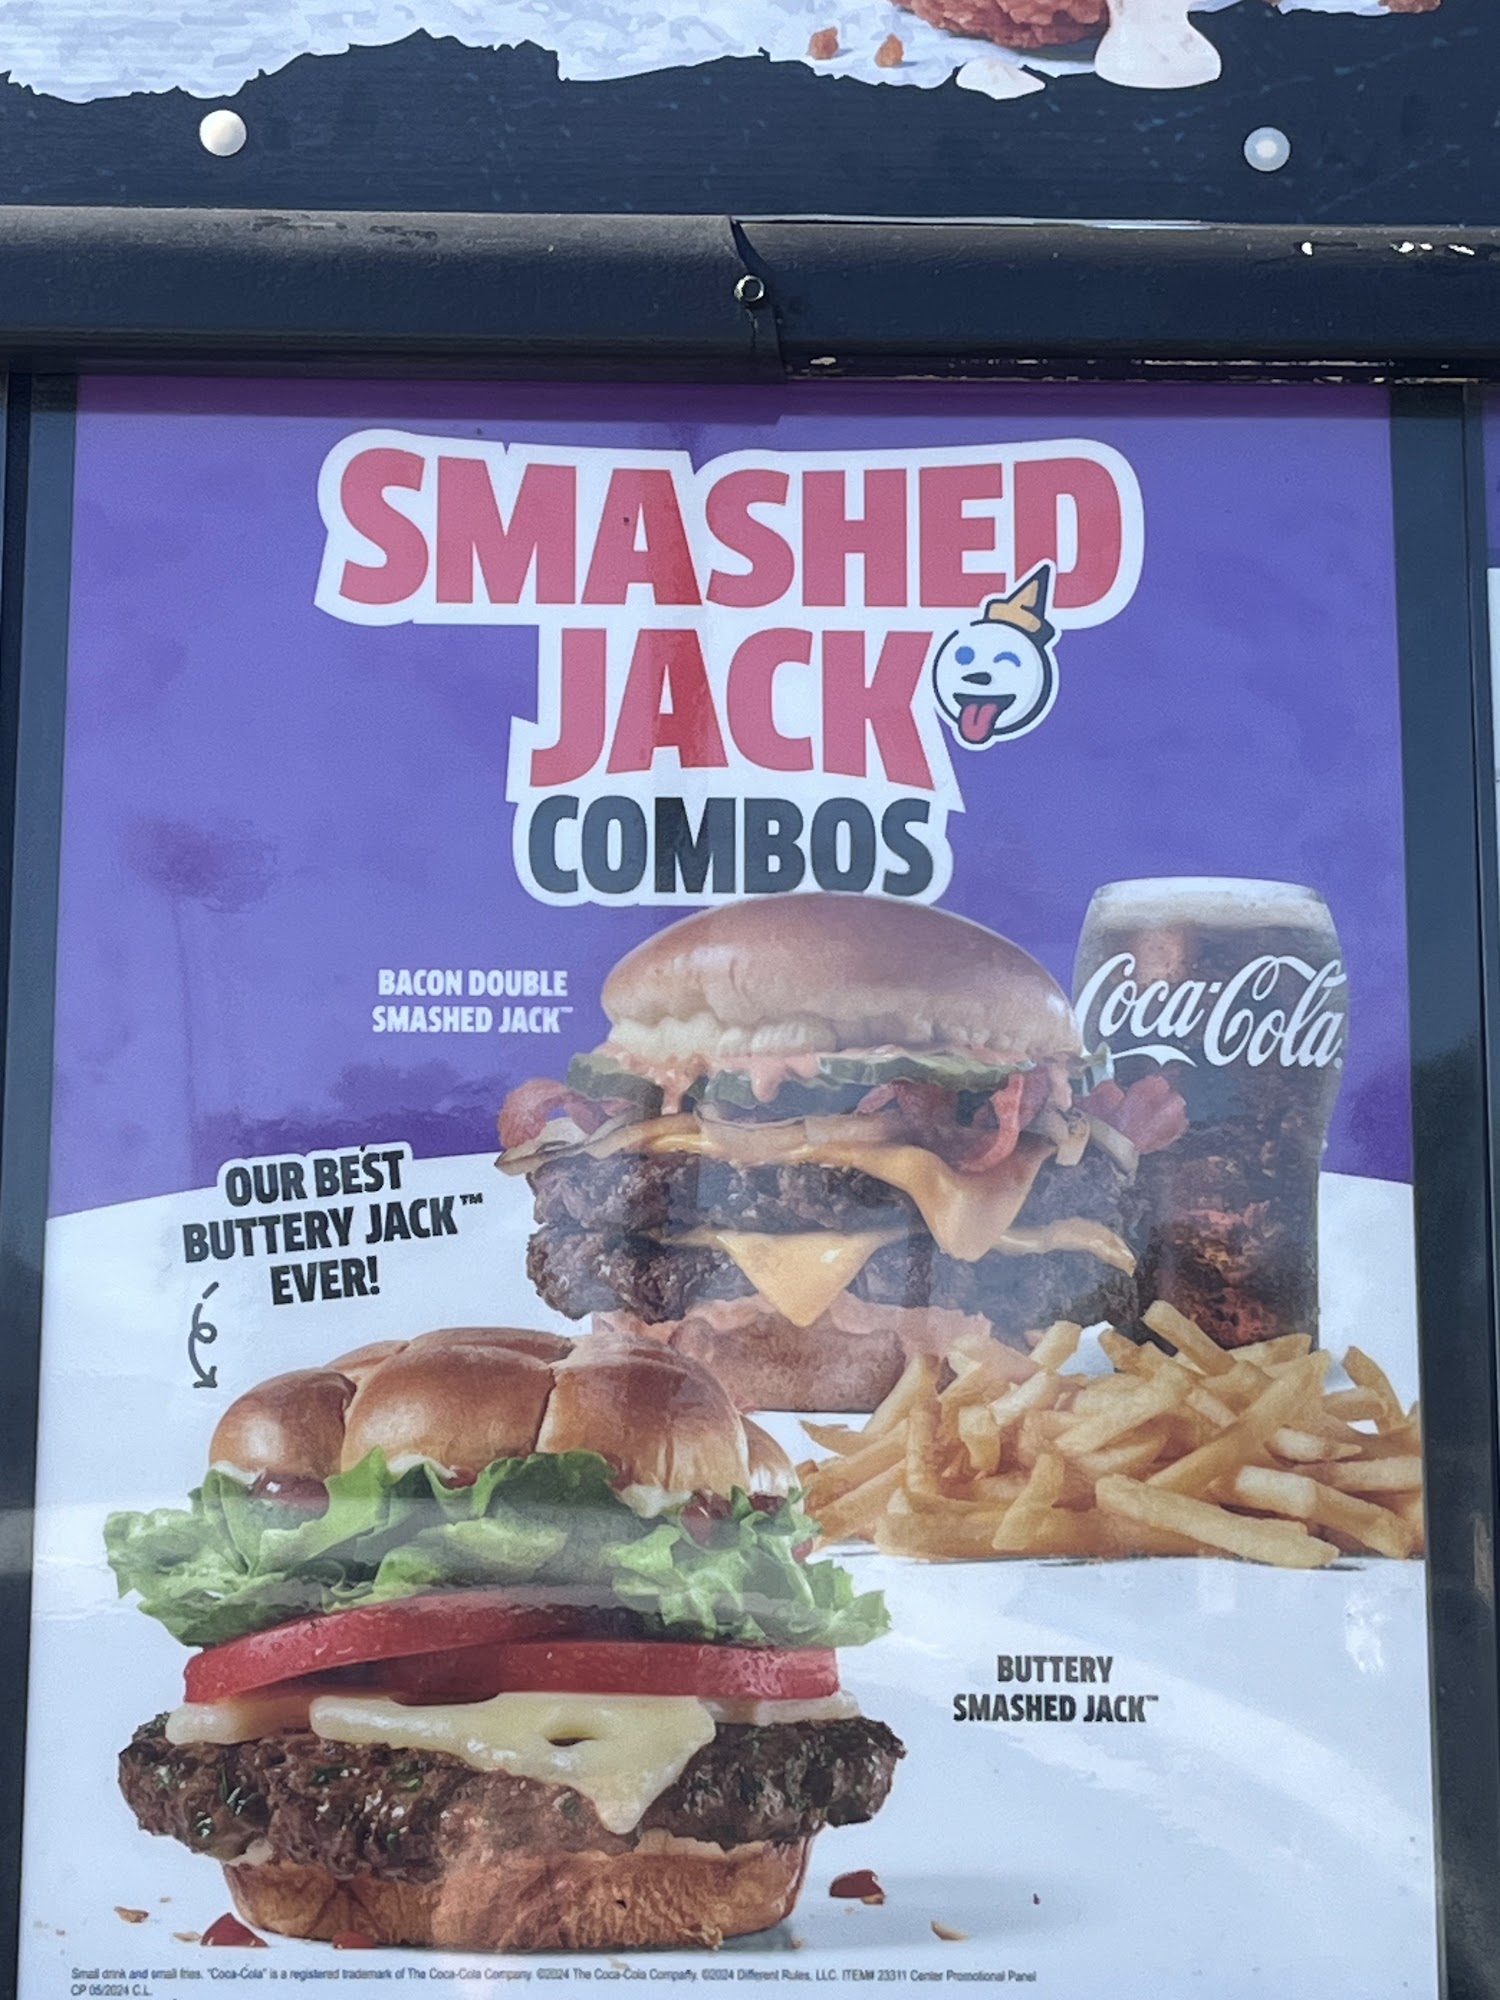 SMASHED
JACK
COMBOS
BACON DOUBLE
SMASHED JACK™
Coca-Cola
OUR BEST
BUTTERY JACK™
EVER!
BUTTERY
SMASHED JACK™
Small drink and small fries. "Coca-Cola" is a registered trademark of The Coca-Cola Company. ©2024 The Coca-Cola Company. ©2024 Different Rules, LLC. ITEM# 23311 Center Promotional Panel
CP 05/2024 C.L.